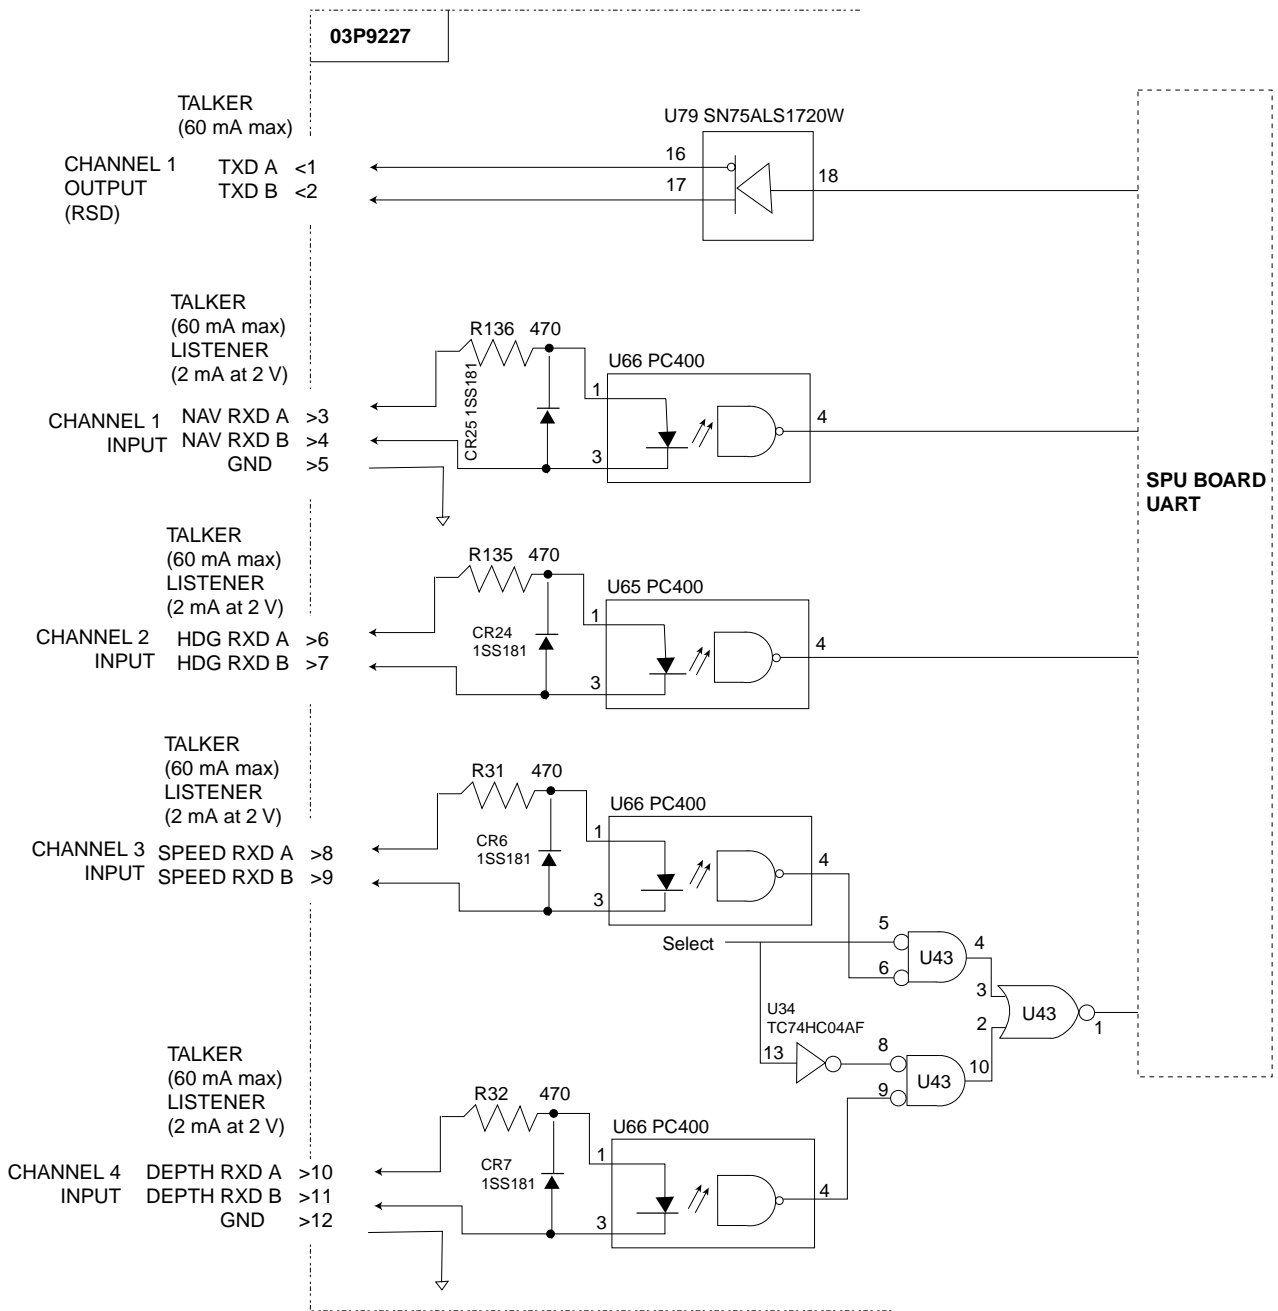 03P9227
TALKER
(60 mA max)
CHANNEL 1 TXD A <1
OUTPUT TXD B <2
(RSD)
U79 SN75ALS1720W
16
17
18
TALKER
(60 mA max)
LISTENER
(2 mA at 2 V)
CHANNEL 1 NAV RXD A >3
INPUT NAV RXD B >4
GND >5
R136 470
CR25 1SS181
U66 PC400
1
3
4
SPU BOARD
UART
TALKER
(60 mA max)
LISTENER
(2 mA at 2 V)
CHANNEL 2 HDG RXD A >6
INPUT HDG RXD B >7
R135 470
CR24
1SS181
U65 PC400
1
3
4
TALKER
(60 mA max)
LISTENER
(2 mA at 2 V)
CHANNEL 3 SPEED RXD A >8
INPUT SPEED RXD B >9
R31 470
CR6
1SS181
U66 PC400
1
3
4
Select
5
6
U43
4
3
2
U43
1
U34
TC74HC04AF
13
8
9
U43
10
TALKER
(60 mA max)
LISTENER
(2 mA at 2 V)
CHANNEL 4 DEPTH RXD A >10
INPUT DEPTH RXD B >11
GND >12
R32 470
CR7
1SS181
U66 PC400
1
3
4